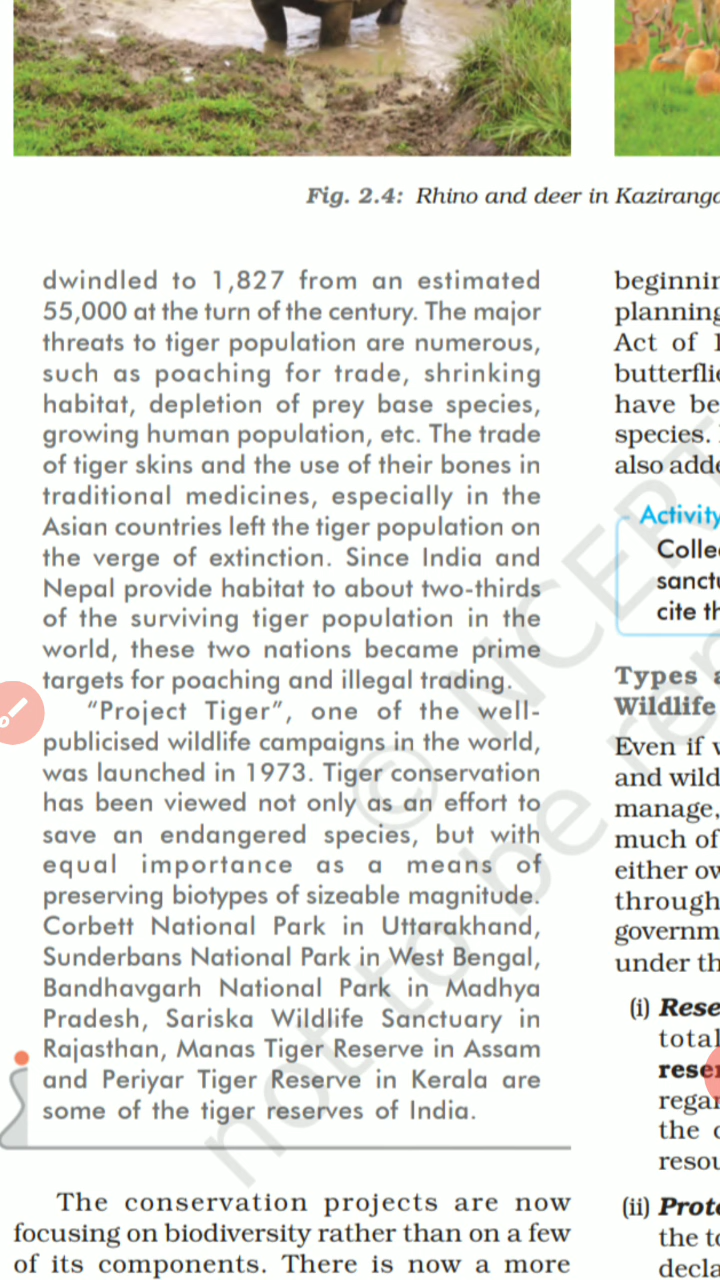 Fig. 2.4: Rhino and deer in Kaziranga
dwindled to 1,827 from an estimated
55,000 at the turn of the century. The major
threats to tiger population are numerous,
such as poaching for trade, shrinking
habitat, depletion of prey base species,
growing human population, etc. The trade
of tiger skins and the use of their bones in
traditional medicines, especially in the
Asian countries left the tiger population on
the verge of extinction. Since India and
Nepal provide habitat to about two-thirds
of the surviving tiger population in the
world, these two nations became prime
targets for poaching and illegal trading.
“Project Tiger”, one of the well-
publicised wildlife campaigns in the world,
was launched in 1973. Tiger conservation
has been viewed not only as an effort to
save an endangered species, but with
equal importance as a means of
preserving biotypes of sizeable magnitude.
Corbett National Park in Uttarakhand,
Sunderbans National Park in West Bengal,
Bandhavgarh National Park in Madhya
Pradesh, Sariska Wildlife Sanctuary in
Rajasthan, Manas Tiger Reserve in Assam
and Periyar Tiger Reserve in Kerala are
some of the tiger reserves of India.
The conservation projects are now
focusing on biodiversity rather than on a few
of its components. There is now a more
planning
Act of
have
species.
also
Activity
Types
Wildlife
Even if
and
manage,
much of
either
through
under
(i)
total
the
(ii)
the
© NCERT
not to be